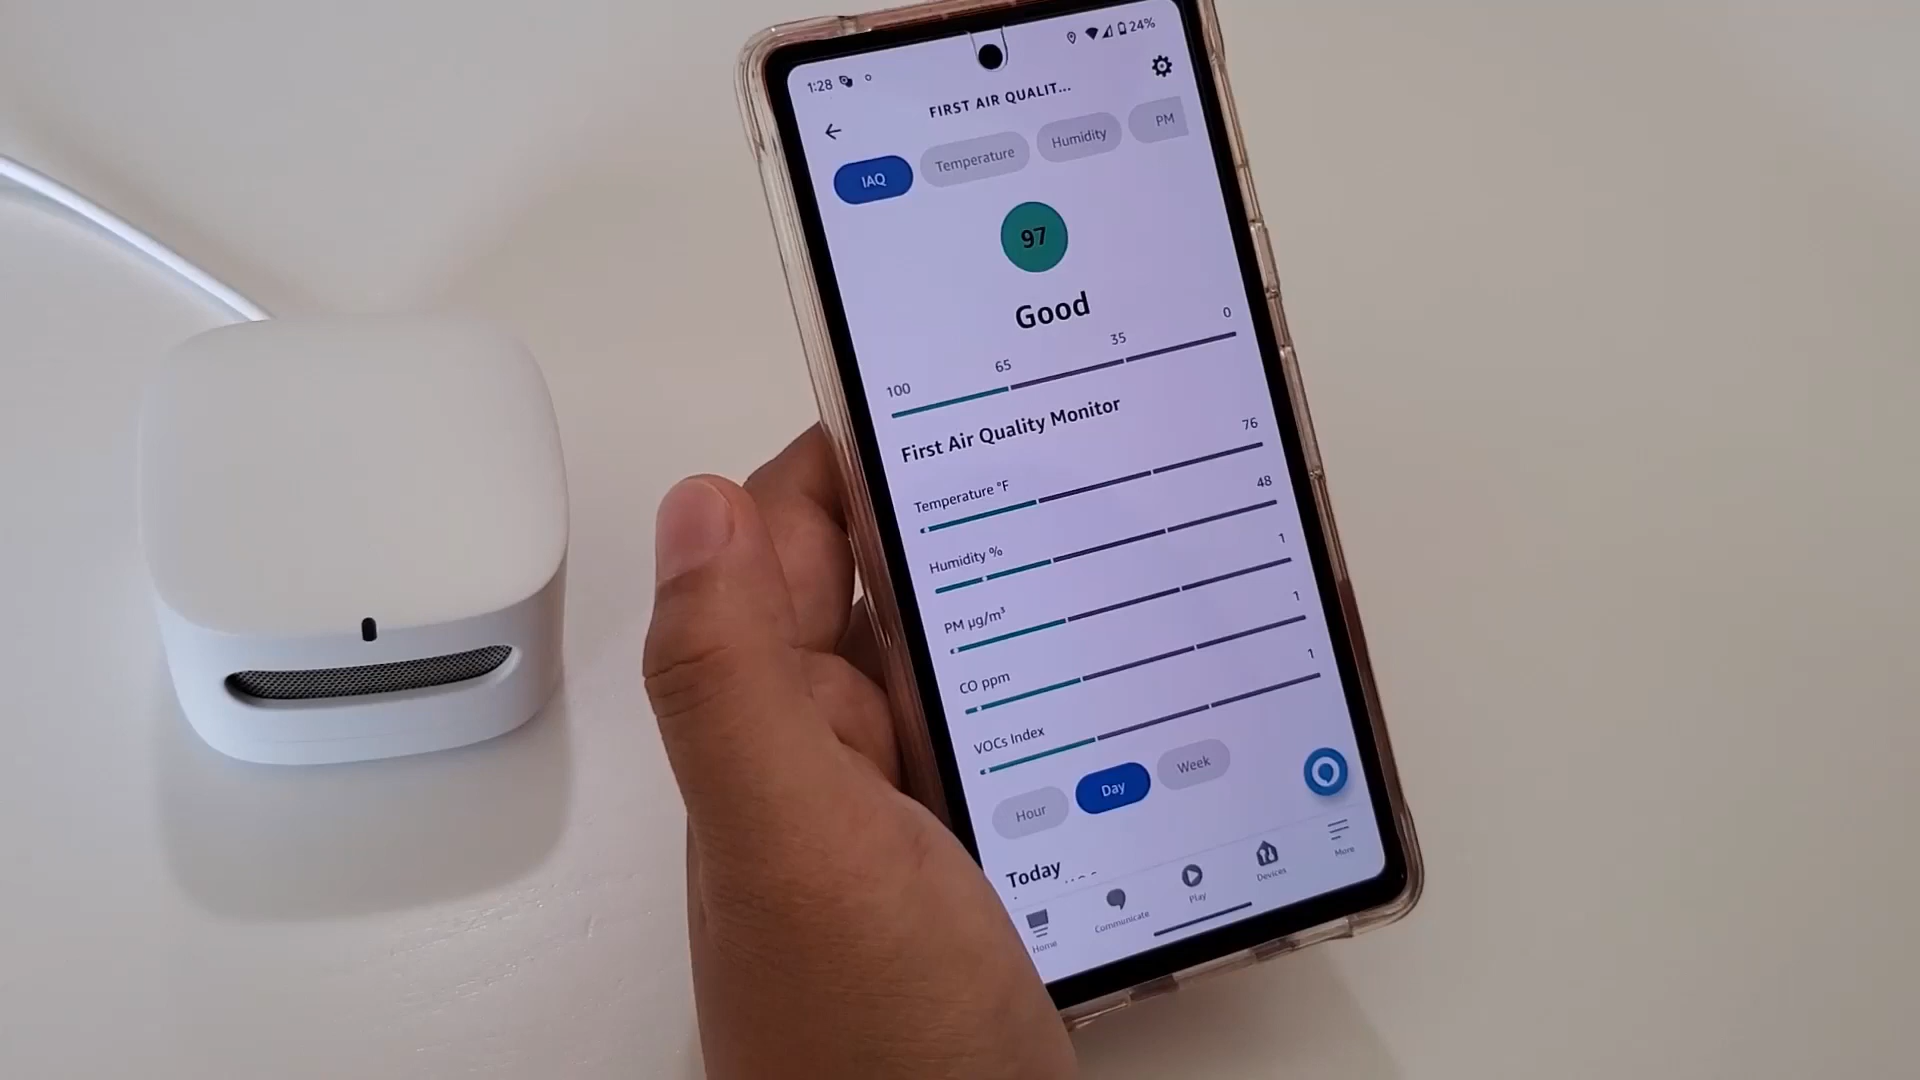 1:28
24%
FIRST AIR QUALIT...
IAQ
Temperature
Humidity
PM
97
Good
100
65
35
0
First Air Quality Monitor
Temperature °F
76
Humidity %
48
PM µg/m³
1
CO ppm
1
VOCs Index
1
Hour
Day
Week
Today
Home
Communicate
Play
Devices
More